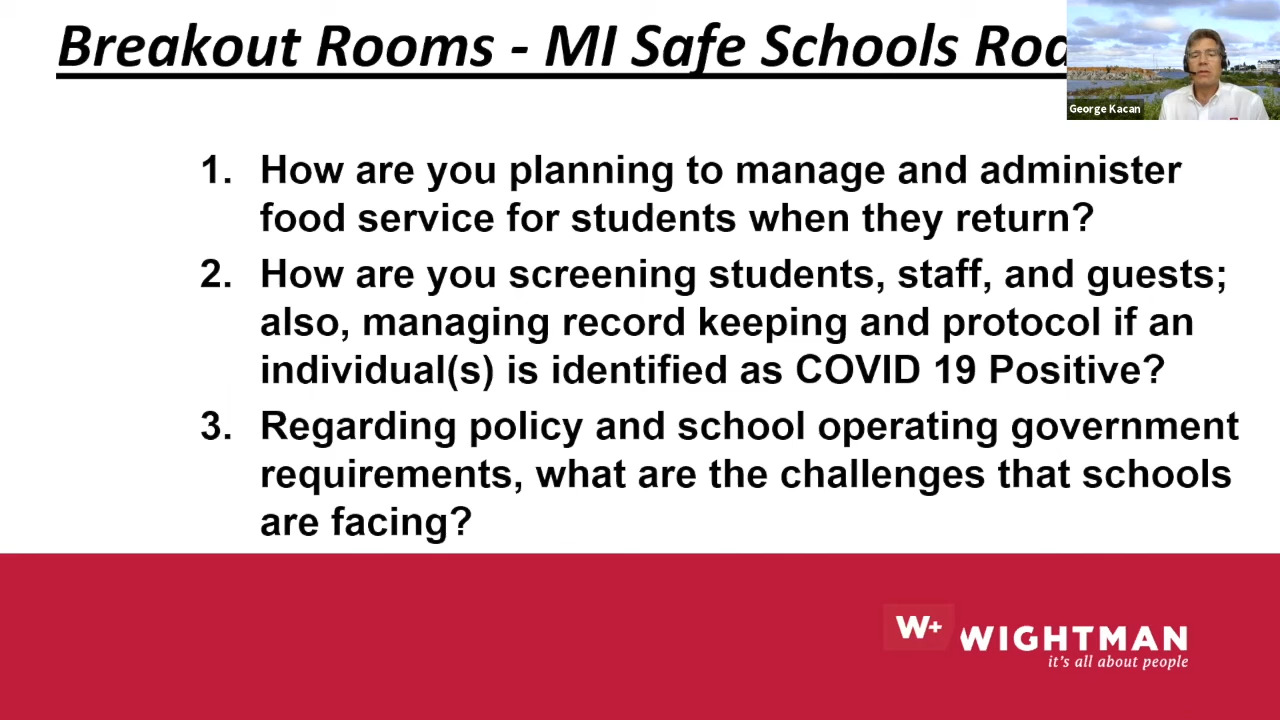 Breakout Rooms - MI Safe Schools
George Kacan
1. How are you planning to manage and administer
food service for students when they return?
2. How are you screening students, staff, and guests;
also, managing record keeping and protocol if an
individual(s) is identified as COVID 19 Positive?
3. Regarding policy and school operating government
requirements, what are the challenges that schools
are facing?
W+ WIGHTMAN
it's all about people